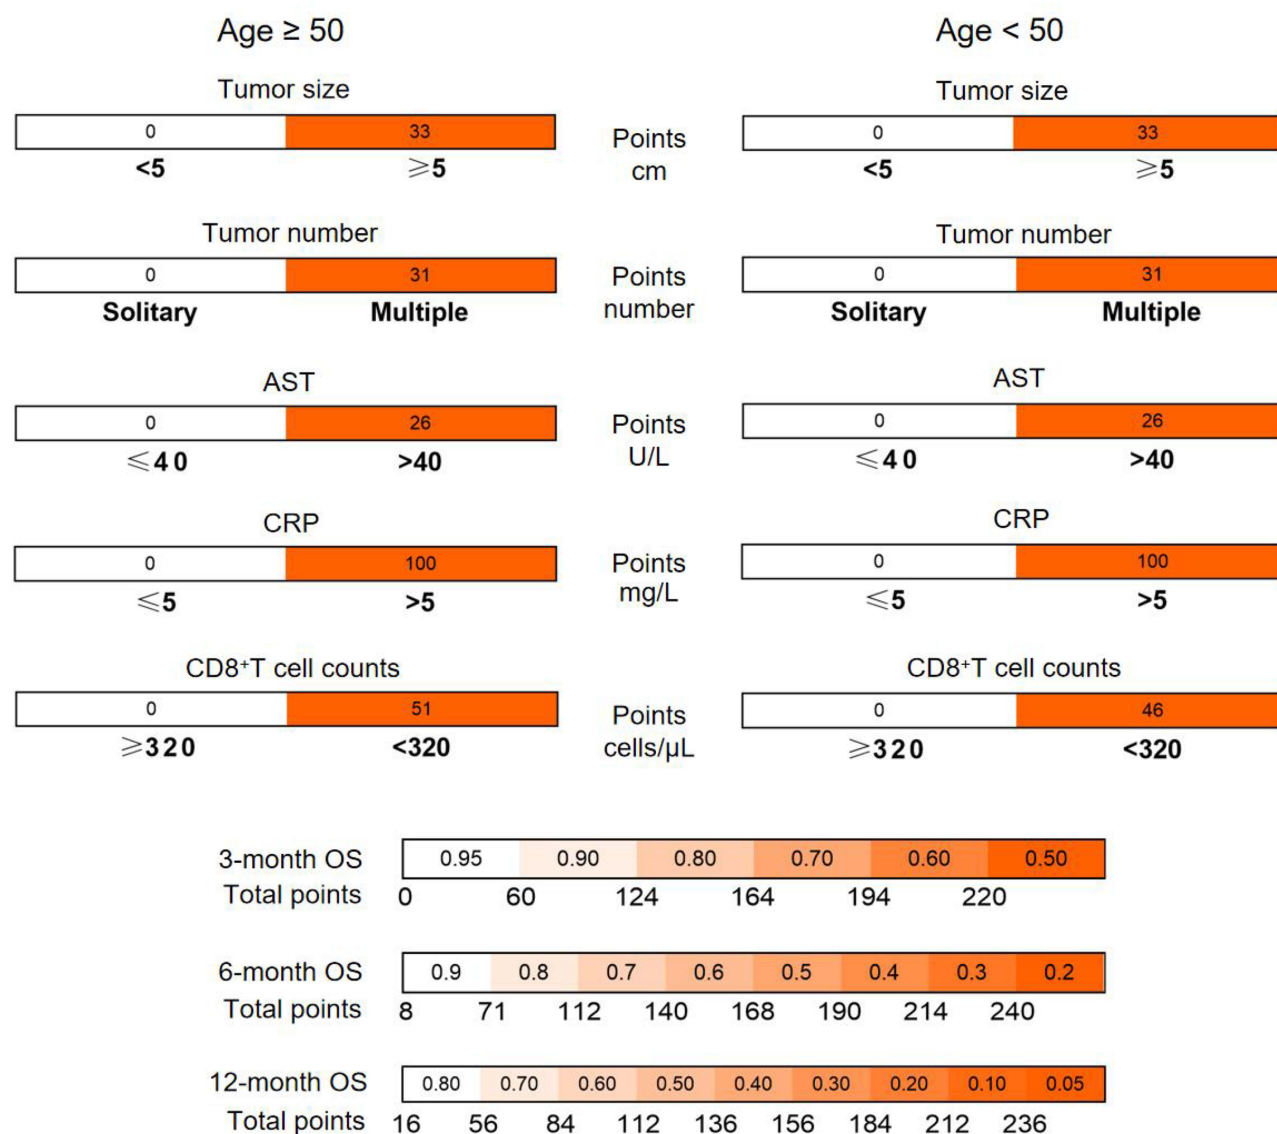 Age ≥ 50 Age < 50
Tumor size Tumor size
0 33 Points 0 33
<5 ⩾5 cm <5 ⩾5
Tumor number Tumor number
0 31 Points 0 31
Solitary Multiple number Solitary Multiple
AST AST
0 26 Points 0 26
⩽40 >40 U/L ⩽40 >40
CRP CRP
0 100 Points 0 100
⩽5 >5 mg/L ⩽5 >5
CD8⁺T cell counts CD8⁺T cell counts
0 51 Points 0 46
⩾320 <320 cells/μL ⩾320 <320
3-month OS 0.95 0.90 0.80 0.70 0.60 0.50
Total points 0 60 124 164 194 220
6-month OS 0.9 0.8 0.7 0.6 0.5 0.4 0.3 0.2
Total points 8 71 112 140 168 190 214 240
12-month OS 0.80 0.70 0.60 0.50 0.40 0.30 0.20 0.10 0.05
Total points 16 56 84 112 136 156 184 212 236